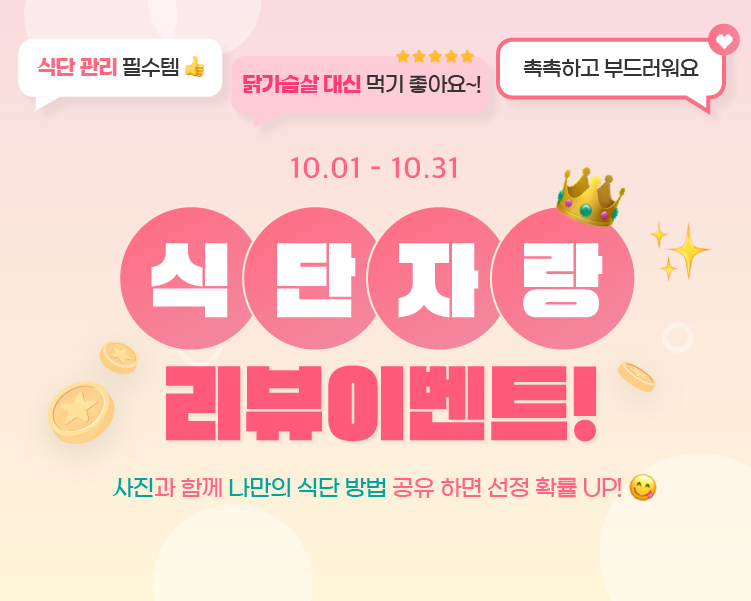 식단 관리 필수템 👍
닭가슴살 대신 먹기 좋아요~!
촉촉하고 부드러워요
10.01 - 10.31
식단자랑
리뷰이벤트!
사진과 함께 나만의 식단 방법 공유 하면 선정 확률 UP! 😋